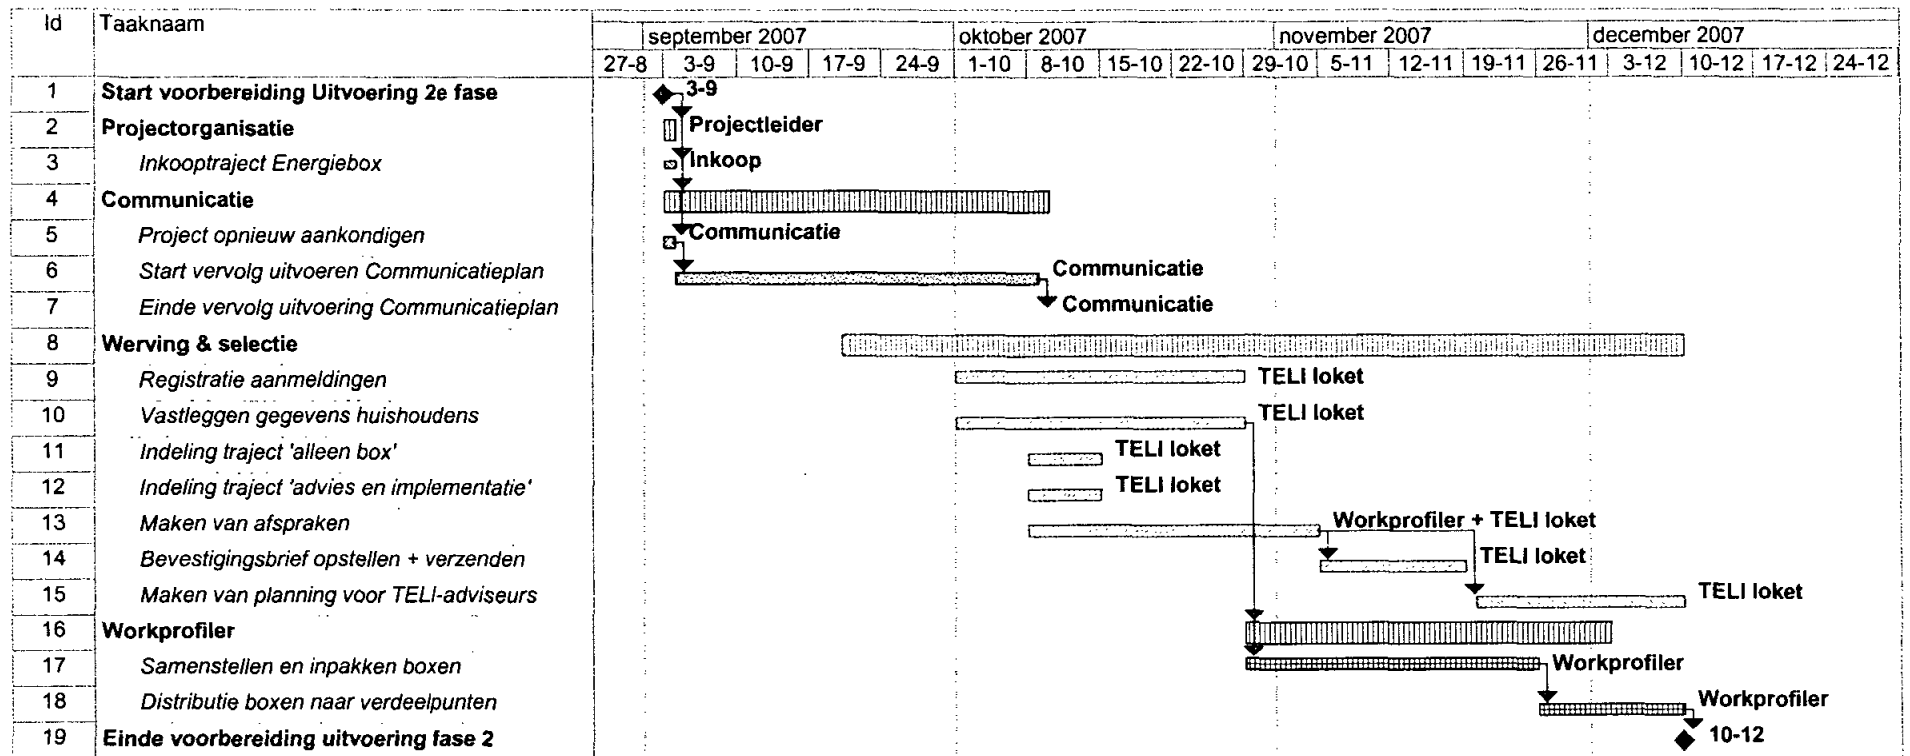 Id Taaknaam
september 2007 oktober 2007 november 2007 december 2007
27-8 3-9 10-9 17-9 24-9 1-10 8-10 15-10 22-10 29-10 5-11 12-11 19-11 26-11 3-12 10-12 17-12 24-12
1 Start voorbereiding Uitvoering 2e fase 3-9
2 Projectorganisatie Projectleider
3 Inkooptraject Energiebox Inkoop
4 Communicatie
5 Project opnieuw aankondigen Communicatie
6 Start vervolg uitvoeren Communicatieplan Communicatie
7 Einde vervolg uitvoering Communicatieplan Communicatie
8 Werving & selectie
9 Registratie aanmeldingen TELI loket
10 Vastleggen gegevens huishoudens TELI loket
11 Indeling traject 'alleen box' TELI loket
12 Indeling traject 'advies en implementatie' TELI loket
13 Maken van afspraken Workprofiler + TELI loket
14 Bevestigingsbrief opstellen + verzenden TELI loket
15 Maken van planning voor TELI-adviseurs TELI loket
16 Workprofiler
17 Samenstellen en inpakken boxen Workprofiler
18 Distributie boxen naar verdeelpunten Workprofiler
19 Einde voorbereiding uitvoering fase 2 10-12